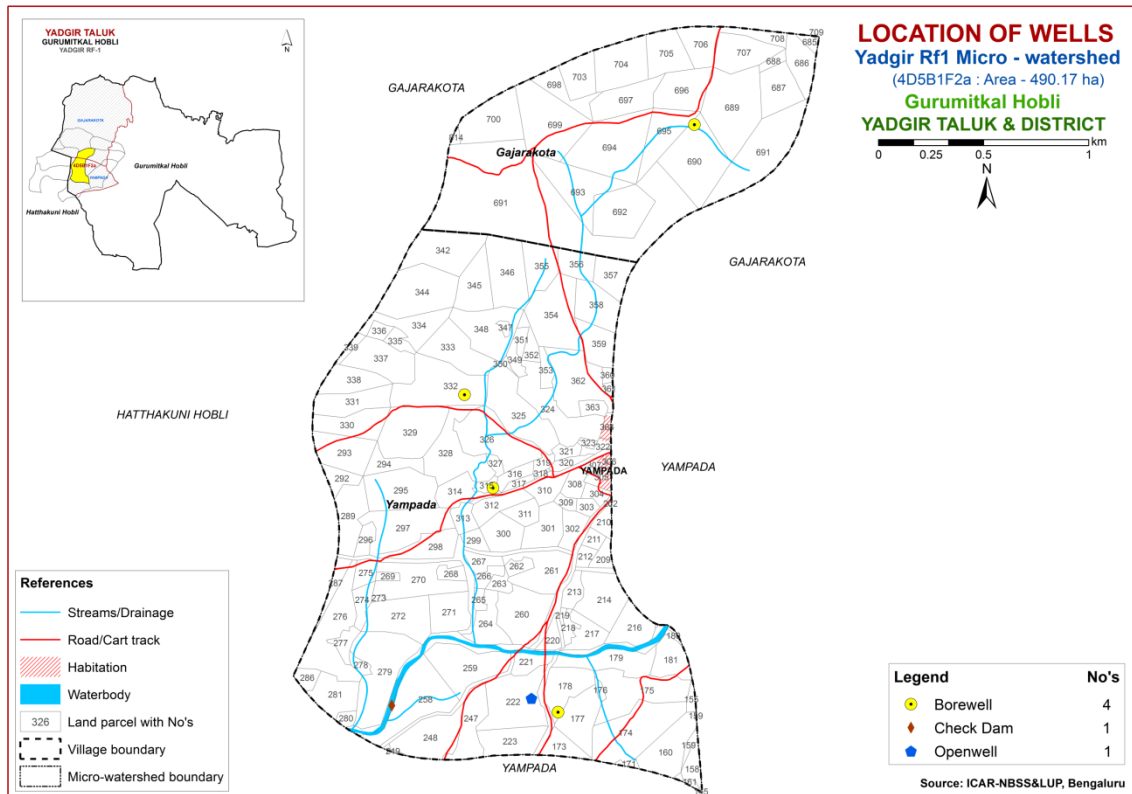 YADGIR TALUK
GURUMITKAL HOBLI
YADGIR RF-1
N
GAJARAKOTA
4D5B1F2a
YAMPADA
Gurumitkal Hobli
Hatthakuni Hobli
LOCATION OF WELLS
Yadgir Rf1 Micro - watershed
(4D5B1F2a : Area - 490.17 ha)
Gurumitkal Hobli
YADGIR TALUK & DISTRICT
km
0 0.25 0.5 1
N
709
705 706 707 708 685
703 704 688 686
GAJARAKOTA
698 697 696 687
700 699 689
614 695
Gajarakota 694 690 691
693
691 692
342 355 356
GAJARAKOTA
346 357
344 345
354 358
336 334 348 347
339 335 333 351 359
337 350 349 352
353
338 332 362
331 325 324 363
HATTHAKUNI HOBLI
330 329 326
293 328 323 322
294 327 321
319 320
YAMPADA
YAMPADA
292 316 318
295 314 317 310 308
304
Yampada
289 313 312 309 303
297 311 210
296 300 301 302
298 299 211
267 212 209
287 275 269 270 268 266 262 261
274 273 263
265 213 214
276 272 271 260 219
264 218 216
277 220 217
278 279 259 221 179
181
286 178 176 175
281 258 222
280 247 177
174
248 223 173 160 159
171 158
YAMPADA
References
Streams/Drainage
Road/Cart track
Habitation
Waterbody
326 Land parcel with No's
Village boundary
Micro-watershed boundary
Legend No's
Borewell 4
Check Dam 1
Openwell 1
Source: ICAR-NBSS&LUP, Bengaluru